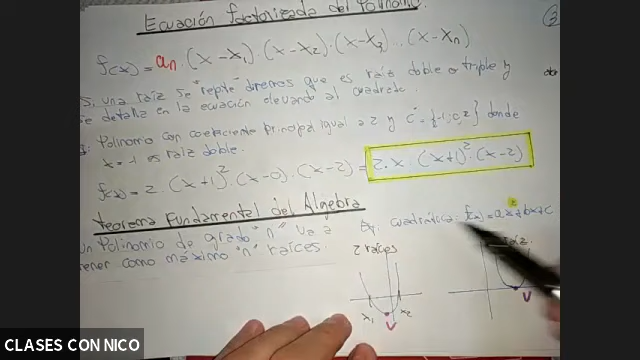 Ecuación factorizada del Polinomio.
3
f(x) = an · (x-x1) · (x-x2) · (x-x3) ... (x-xn)
una raíz se "repite" diremos que es raíz doble o triple y
se detalla en la ecuación elevando al cuadrado.
Polinomio con coeficiente principal igual a 2 y C° = {-1; 0; 2} donde
x = -1 es raíz doble.
f(x) = 2 · (x+1)² · (x-0) · (x-2) = 2 · x · (x+1)² · (x-2)
Teorema Fundamental del Álgebra
un Polinomio de grado "n" va a
tener como máximo "n" raíces
Ej. cuadrática: f(x) = ax²+bx+c
2 raíces
x1
x2
V
V
CLASES CON NICO